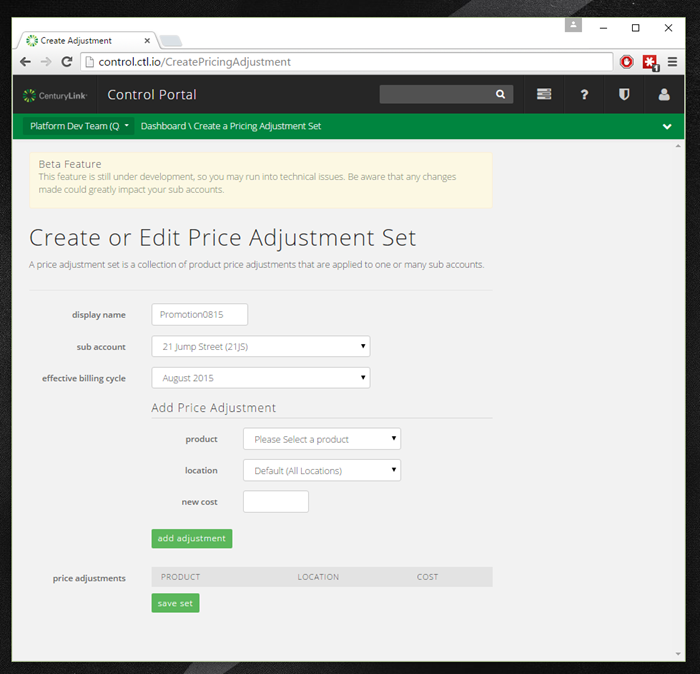 Create Adjustment
control.ctl.io/CreatePricingAdjustment
1
CenturyLink
Control Portal
?
Platform Dev Team (Q
Dashboard \ Create a Pricing Adjustment Set
Beta Feature
This feature is still under development, so you may run into technical issues. Be aware that any changes
made could greatly impact your sub accounts.
Create or Edit Price Adjustment Set
A price adjustment set is a collection of product price adjustments that are applied to one or many sub accounts.
display name
Promotion0815
sub account
21 Jump Street (21JS)
effective billing cycle
August 2015
Add Price Adjustment
product
Please Select a product
location
Default (All Locations)
new cost
add adjustment
price adjustments
PRODUCT LOCATION COST
save set